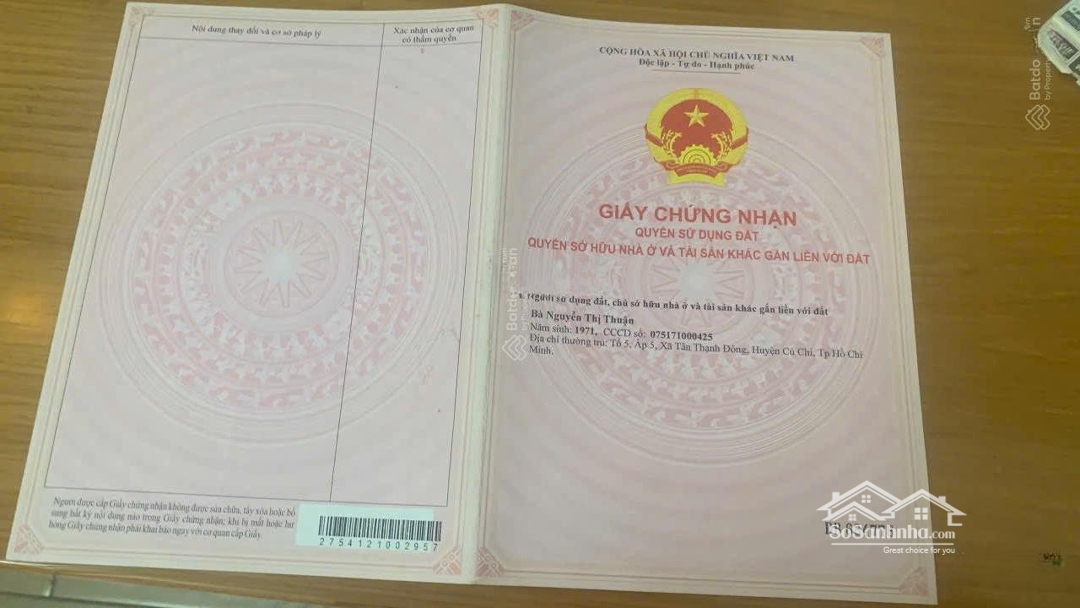 Nội dung thay đổi và cơ sở pháp lý
Xác nhận của cơ quan
có thẩm quyền
Người được cấp Giấy chứng nhận không được sửa chữa, tẩy xóa hoặc bổ
sung bất kỳ nội dung nào trong Giấy chứng nhận; khi bị mất hoặc hư
hỏng Giấy chứng nhận phải khai báo ngay với cơ quan cấp Giấy.
2754121002957
CỘNG HÒA XÃ HỘI CHỦ NGHĨA VIỆT NAM
Độc lập - Tự do - Hạnh phúc
GIẤY CHỨNG NHẬN
QUYỀN SỬ DỤNG ĐẤT
QUYỀN SỞ HỮU NHÀ Ở VÀ TÀI SẢN KHÁC GẮN LIỀN VỚI ĐẤT
Người sử dụng đất, chủ sở hữu nhà ở và tài sản khác gắn liền với đất
Bà Nguyễn Thị Thuận
Năm sinh: 1971, CCCD số: 075171000425
Địa chỉ thường trú: Tổ 5, Ấp 5, Xã Tân Thạnh Đông, Huyện Củ Chi, Tp Hồ Chí
Minh.
SoSanhnha.com
Great choice for you
Batdo
by Property